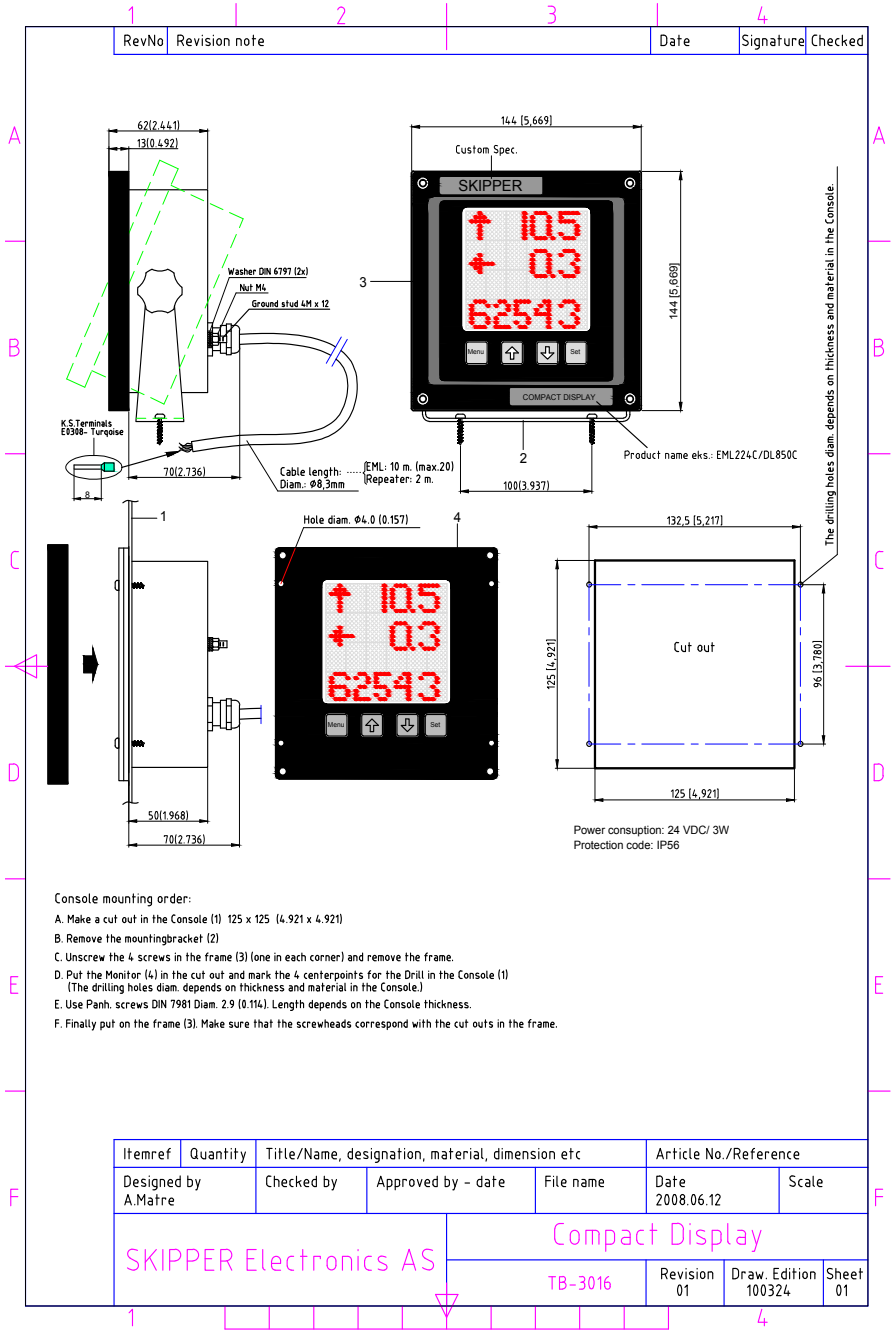 1 2 3 4
RevNo Revision note Date Signature Checked
A A
B B
C C
D D
E E
F F
62(2.441)
13(0.492)
Washer DIN 6797 (2x)
Nut M4
Ground stud 4M x 12
K.S.Terminals
E0308- Turqoise
8
70(2.736)
Cable length:
Diam.: Ø8,3mm
EML: 10 m. (max.20)
Repeater: 2 m.
144 [5,669]
Custom Spec.
SKIPPER
10.5
0.3
62543
Menu Set
COMPACT DISPLAY
3
144 [5,669]
2
100(3.937)
Product name eks.: EML224C/DL850C
The drilling holes diam. depends on thickness and material in the Console.
1
50(1.968)
70(2.736)
Hole diam. Ø4.0 (0.157)
4
10.5
0.3
62543
Menu Set
132,5 [5,217]
125 [4,921]
Cut out
96 [3,780]
125 [4,921]
Power consuption: 24 VDC/ 3W
Protection code: IP56
Console mounting order:
A. Make a cut out in the Console (1) 125 x 125 (4.921 x 4.921)
B. Remove the mountingbracket (2)
C. Unscrew the 4 screws in the frame (3) (one in each corner) and remove the frame.
D. Put the Monitor (4) in the cut out and mark the 4 centerpoints for the Drill in the Console (1)
(The drilling holes diam. depends on thickness and material in the Console.)
E. Use Panh. screws DIN 7981 Diam. 2.9 (0.114). Length depends on the Console thickness.
F. Finally put on the frame (3). Make sure that the screwheads correspond with the cut outs in the frame.
Itemref Quantity Title/Name, designation, material, dimension etc Article No./Reference
Designed by Checked by Approved by - date File name Date Scale
A.Matre 2008.06.12
SKIPPER Electronics AS
Compact Display
TB-3016
Revision Draw. Edition Sheet
01 100324 01
1 4